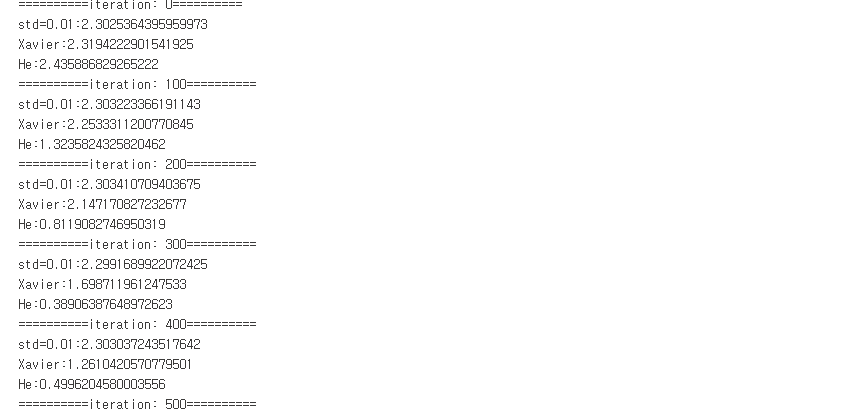 ==========iteration: 0==========
std=0.01:2.3025364395959973
Xavier:2.3194222901541925
He:2.435886829265222
==========iteration: 100==========
std=0.01:2.303223366191143
Xavier:2.2533311200770845
He:1.3235824325820462
==========iteration: 200==========
std=0.01:2.303410709403675
Xavier:2.147170827232677
He:0.8119082746950319
==========iteration: 300==========
std=0.01:2.2991689922072425
Xavier:1.698711961247533
He:0.38906387648972623
==========iteration: 400==========
std=0.01:2.303037243517642
Xavier:1.2610420570779501
He:0.4996204580003556
==========iteration: 500==========